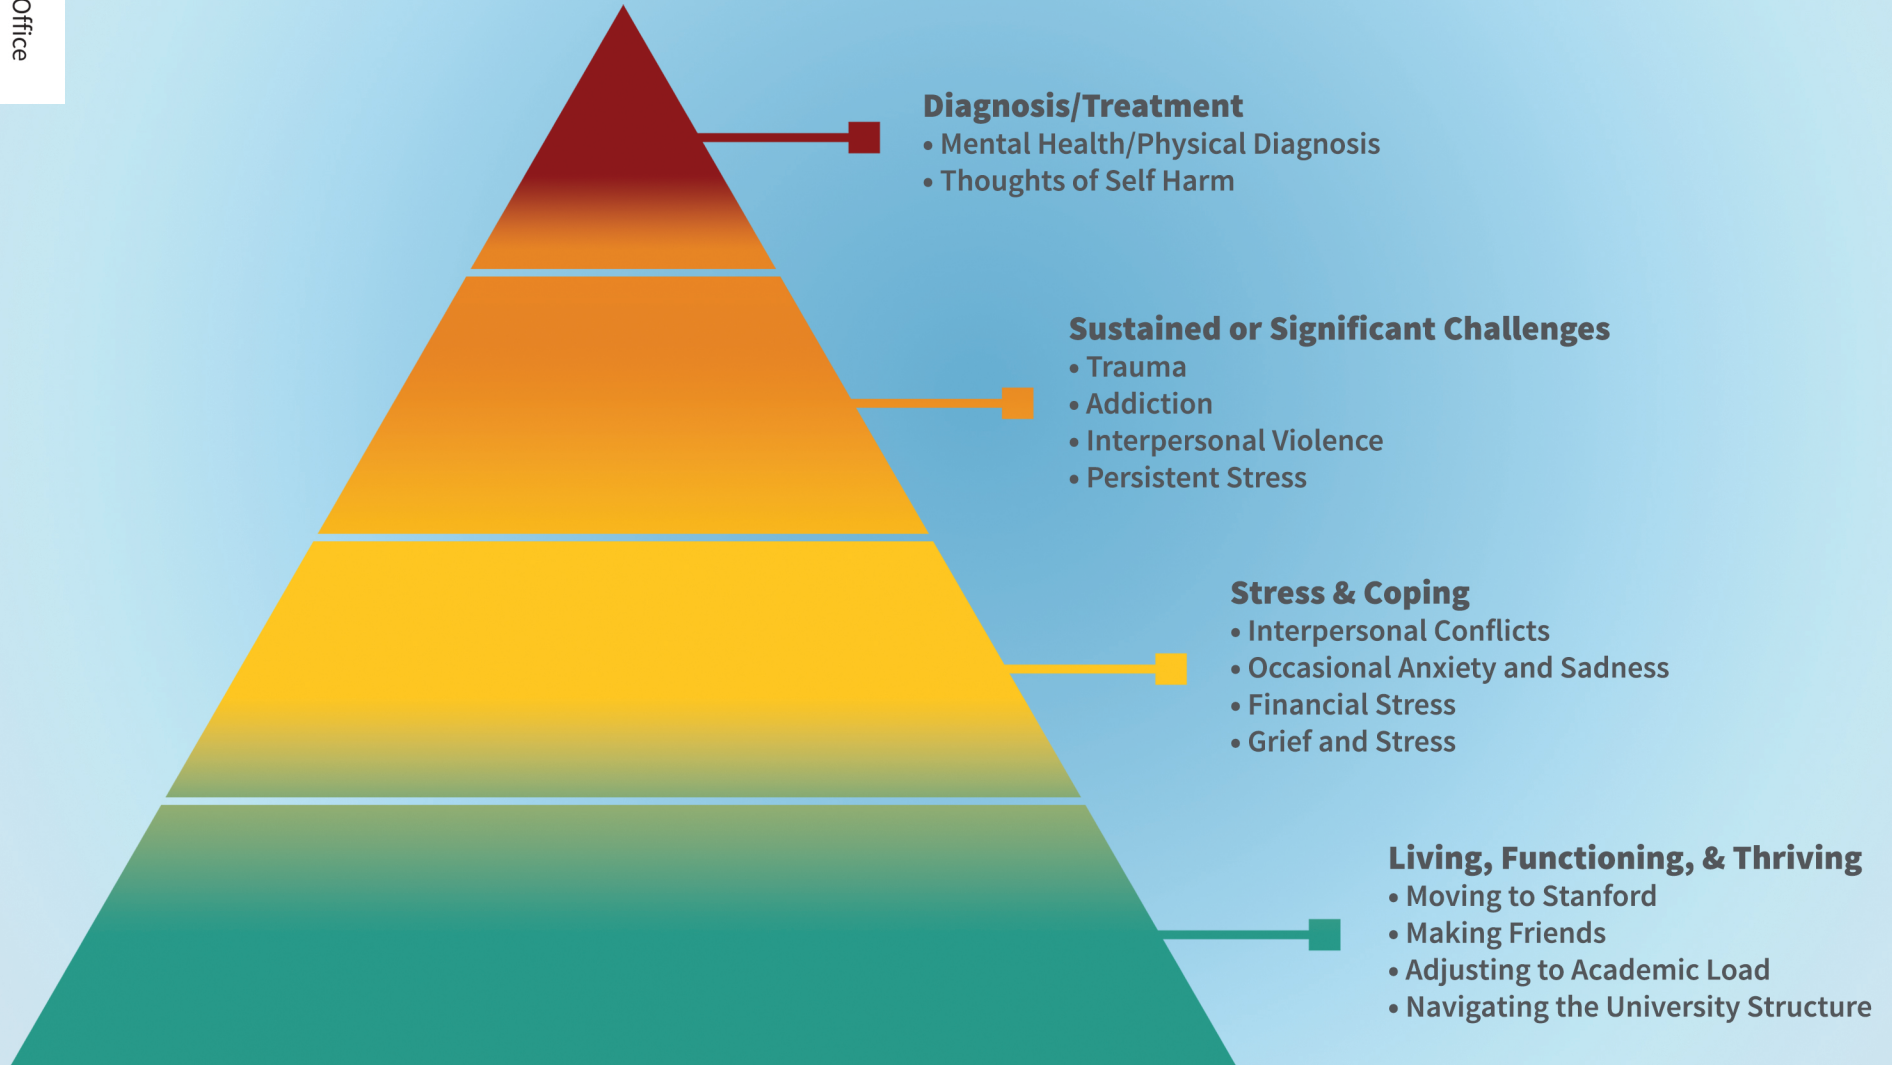 Office
Diagnosis/Treatment
• Mental Health/Physical Diagnosis
• Thoughts of Self Harm
Sustained or Significant Challenges
• Trauma
• Addiction
• Interpersonal Violence
• Persistent Stress
Stress & Coping
• Interpersonal Conflicts
• Occasional Anxiety and Sadness
• Financial Stress
• Grief and Stress
Living, Functioning, & Thriving
• Moving to Stanford
• Making Friends
• Adjusting to Academic Load
• Navigating the University Structure